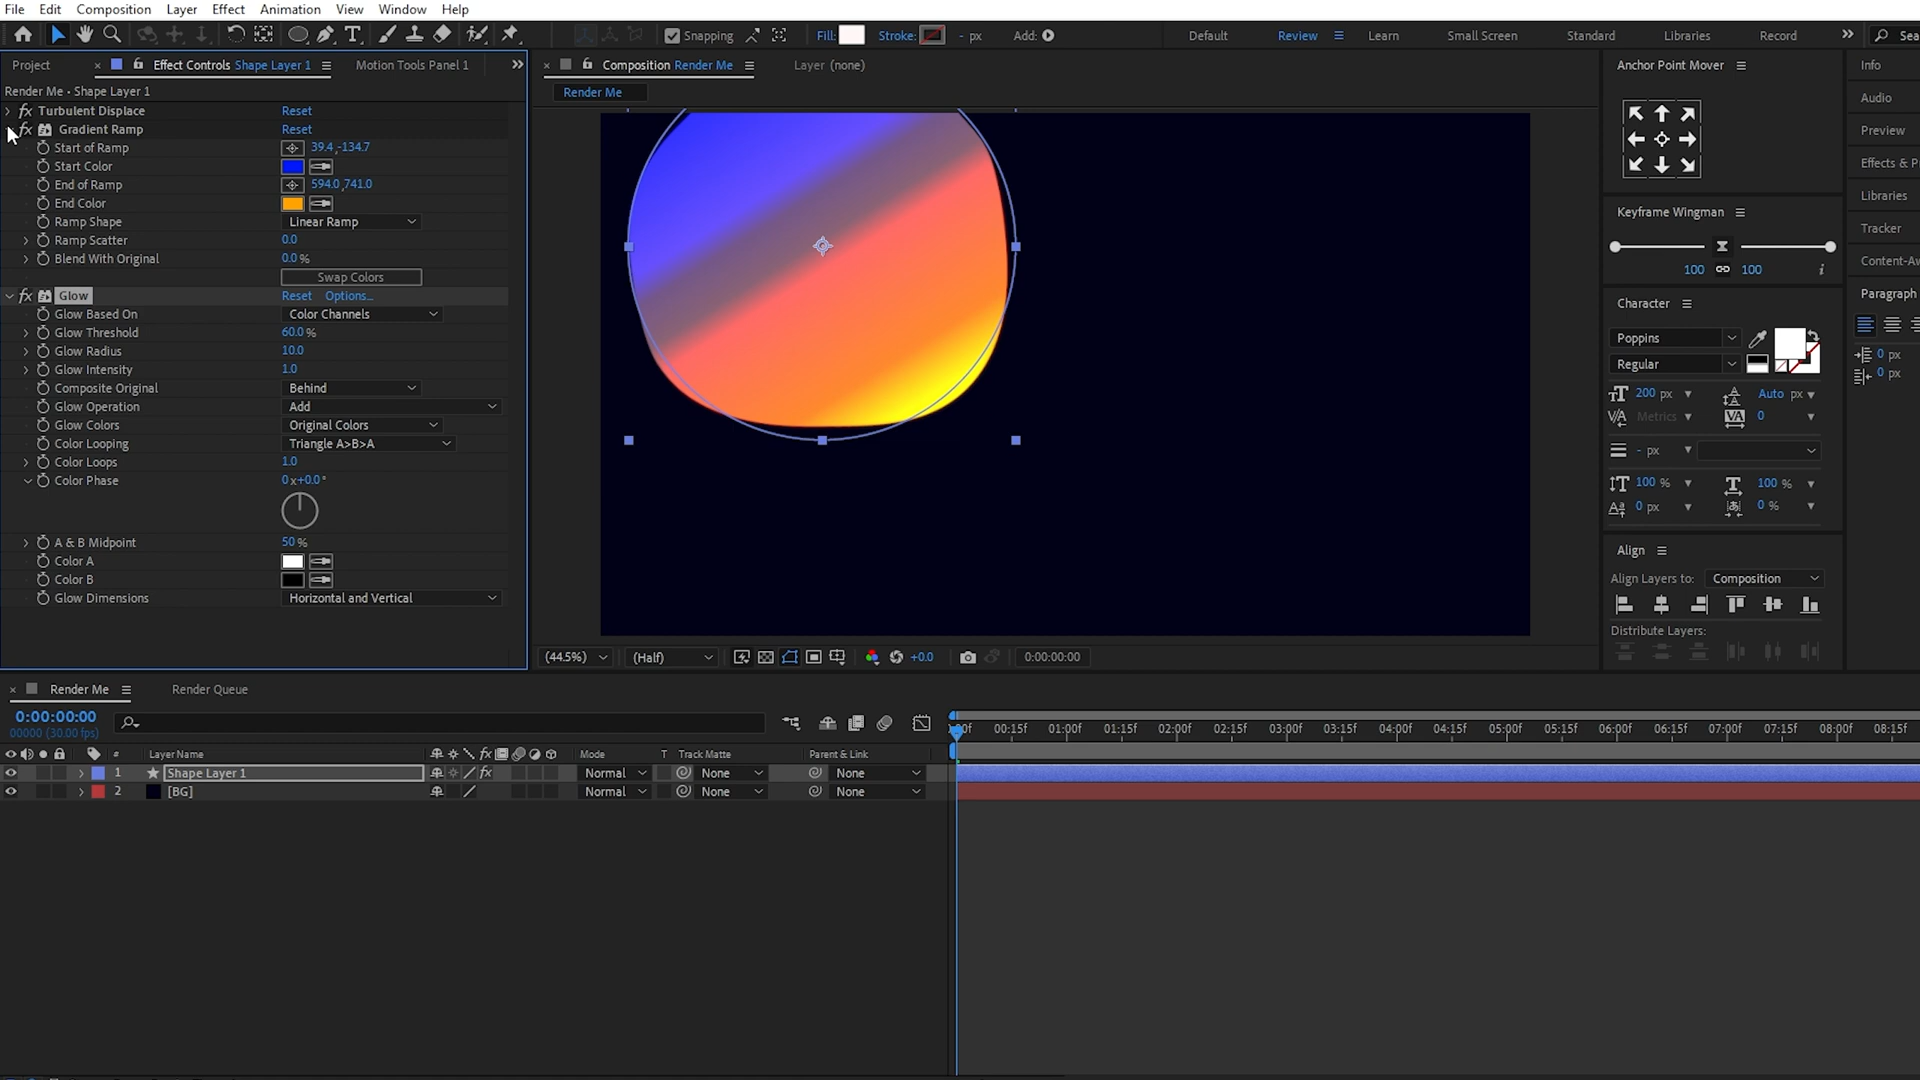 File Edit Composition Layer Effect Animation View Window Help
Snapping Fill: Stroke: - px Add: Default Review Learn Small Screen Standard Libraries Record Sea
Project Effect Controls Shape Layer 1 Motion Tools Panel 1
Render Me • Shape Layer 1
fx Turbulent Displace Reset
fx Gradient Ramp Reset
Start of Ramp 39.4,-134.7
Start Color
End of Ramp 594.0,741.0
End Color
Ramp Shape Linear Ramp
Ramp Scatter 0.0
Blend With Original 0.0 %
Swap Colors
fx Glow Reset Options...
Glow Based On Color Channels
Glow Threshold 60.0 %
Glow Radius 10.0
Glow Intensity 1.0
Composite Original Behind
Glow Operation Add
Glow Colors Original Colors
Color Looping Triangle A>B>A
Color Loops 1.0
Color Phase 0x+0.0°
A & B Midpoint 50 %
Color A
Color B
Glow Dimensions Horizontal and Vertical
Composition Render Me Layer (none)
Render Me
(44.5%) (Half) +0.0 0:00:00:00
Anchor Point Mover
Keyframe Wingman
100 100 i
Character
Poppins
Regular
200 px Auto px
Metrics 0
- px
100 % 100 %
0 px 0 %
Align
Align Layers to: Composition
Distribute Layers:
Info
Audio
Preview
Effects & P
Libraries
Tracker
Content-Aw
Paragraph
0 px
0 px
Render Me Render Queue
0:00:00:00
00000 (30.00 fps)
00f 00:15f 01:00f 01:15f 02:00f 02:15f 03:00f 03:15f 04:00f 04:15f 05:00f 05:15f 06:00f 06:15f 07:00f 07:15f 08:00f 08:15f
# Layer Name fx Mode T Track Matte Parent & Link
1 Shape Layer 1 fx Normal None None
2 [BG] Normal None None